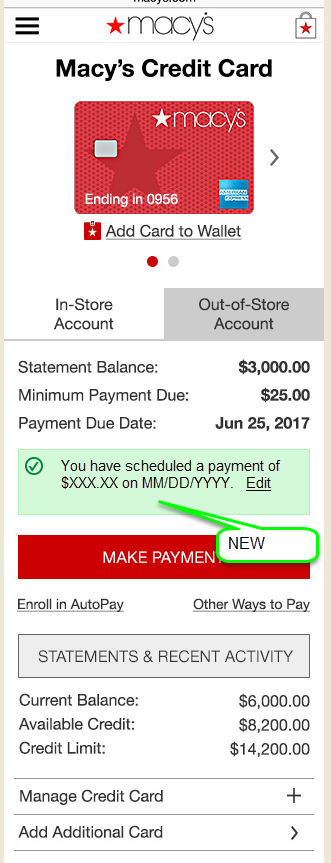 macys.com
macy's
Macy's Credit Card
macy's
Ending in 0956
AMERICAN EXPRESS
Add Card to Wallet
In-Store Account
Out-of-Store Account
Statement Balance: $3,000.00
Minimum Payment Due: $25.00
Payment Due Date: Jun 25, 2017
You have scheduled a payment of
$XXX.XX on MM/DD/YYYY. Edit
NEW
MAKE PAYMENT
Enroll in AutoPay Other Ways to Pay
STATEMENTS & RECENT ACTIVITY
Current Balance: $6,000.00
Available Credit: $8,200.00
Credit Limit: $14,200.00
Manage Credit Card
Add Additional Card